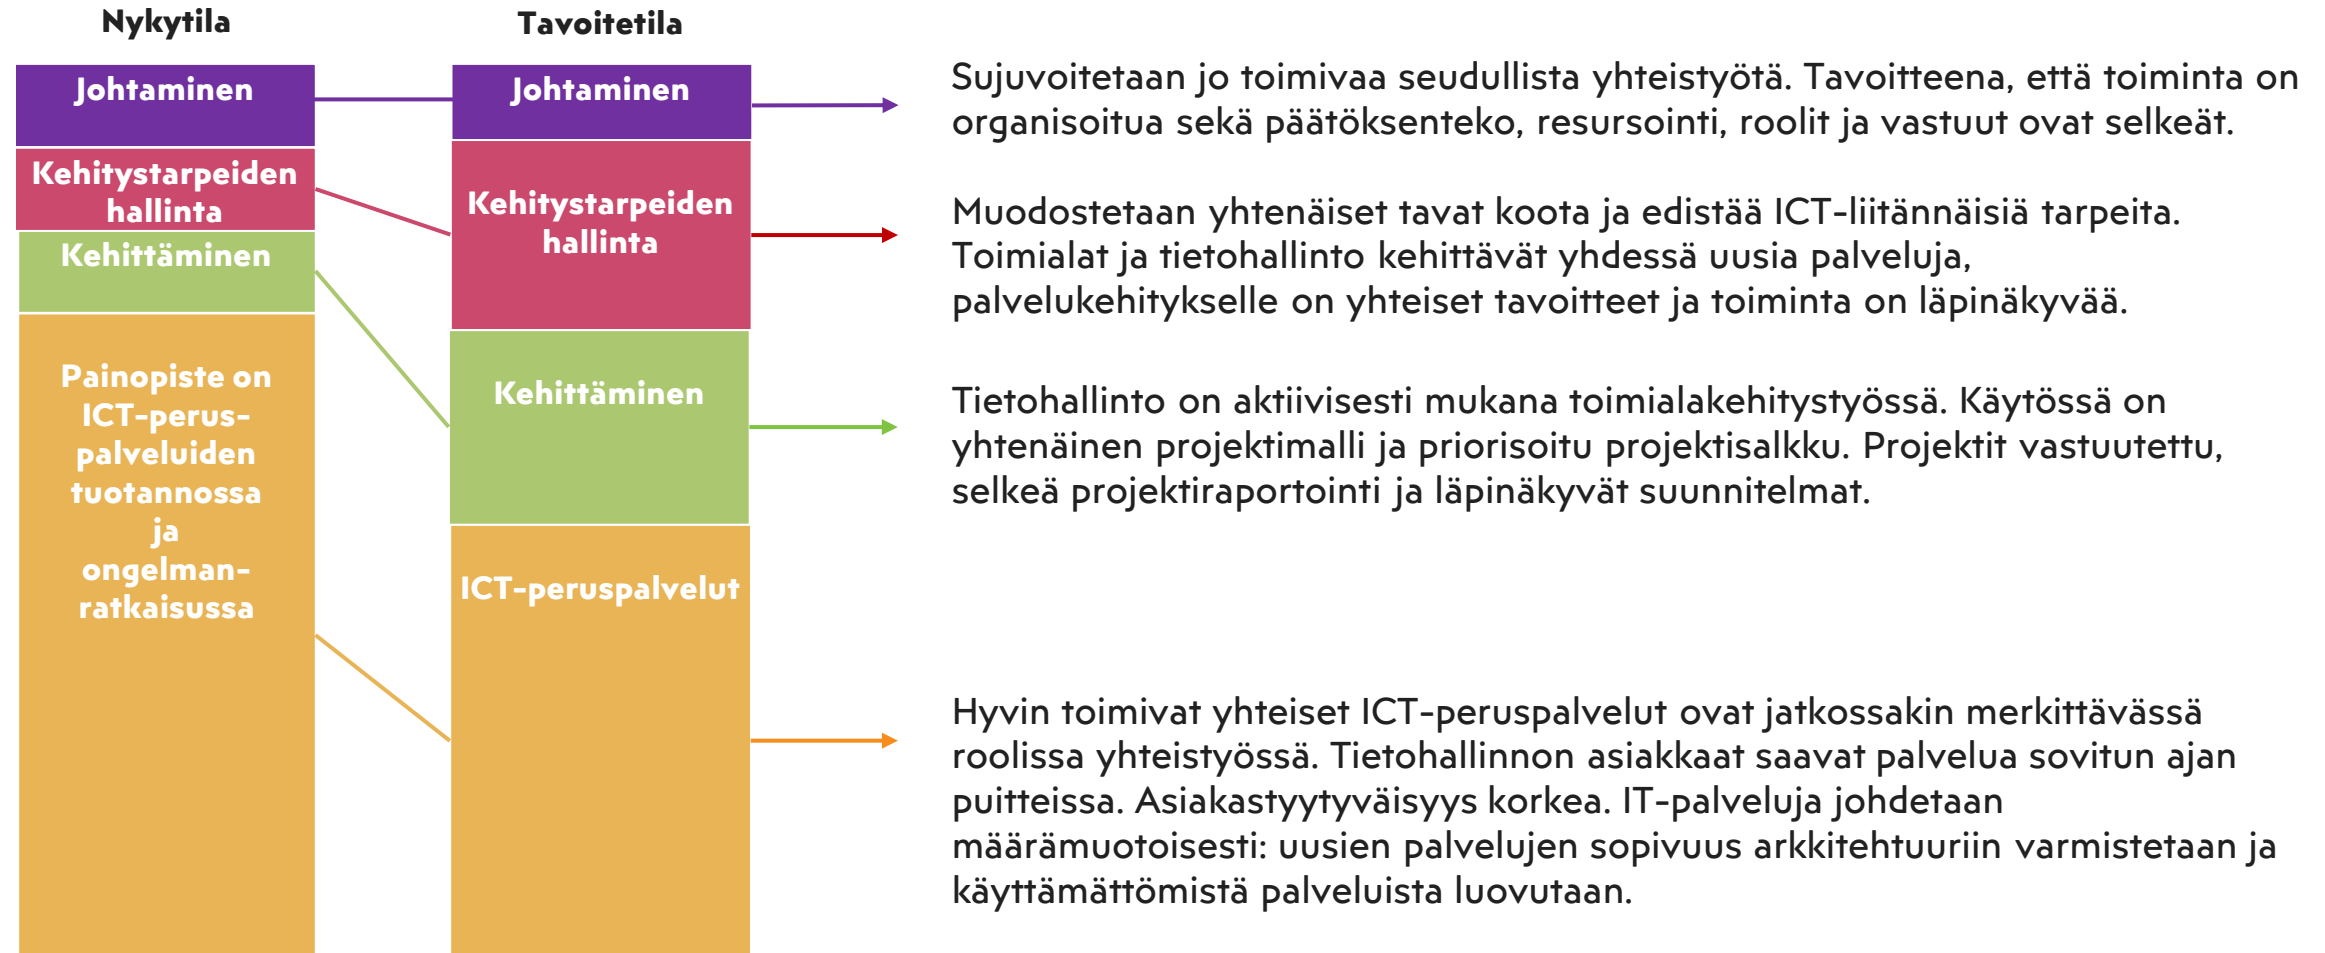 Nykytila
Johtaminen
Kehitystarpeiden
hallinta
Kehittäminen
Painopiste on
ICT-perus-
palveluiden
tuotannossa
ja
ongelman-
ratkaisussa
Tavoitetila
Johtaminen
Kehitystarpeiden
hallinta
Kehittäminen
ICT-peruspalvelut
Sujuvoitetaan jo toimivaa seudullista yhteistyötä. Tavoitteena, että toiminta on
organisoitua sekä päätöksenteko, resursointi, roolit ja vastuut ovat selkeät.
Muodostetaan yhtenäiset tavat koota ja edistää ICT-liitännäisiä tarpeita.
Toimialat ja tietohallinto kehittävät yhdessä uusia palveluja,
palvelukehitykselle on yhteiset tavoitteet ja toiminta on läpinäkyvää.
Tietohallinto on aktiivisesti mukana toimialakehitystyössä. Käytössä on
yhtenäinen projektimalli ja priorisoitu projektisalkku. Projektit vastuutettu,
selkeä projektiraportointi ja läpinäkyvät suunnitelmat.
Hyvin toimivat yhteiset ICT-peruspalvelut ovat jatkossakin merkittävässä
roolissa yhteistyössä. Tietohallinnon asiakkaat saavat palvelua sovitun ajan
puitteissa. Asiakastyytyväisyys korkea. IT-palveluja johdetaan
määrämuotoisesti: uusien palvelujen sopivuus arkkitehtuuriin varmistetaan ja
käyttämättömistä palveluista luovutaan.